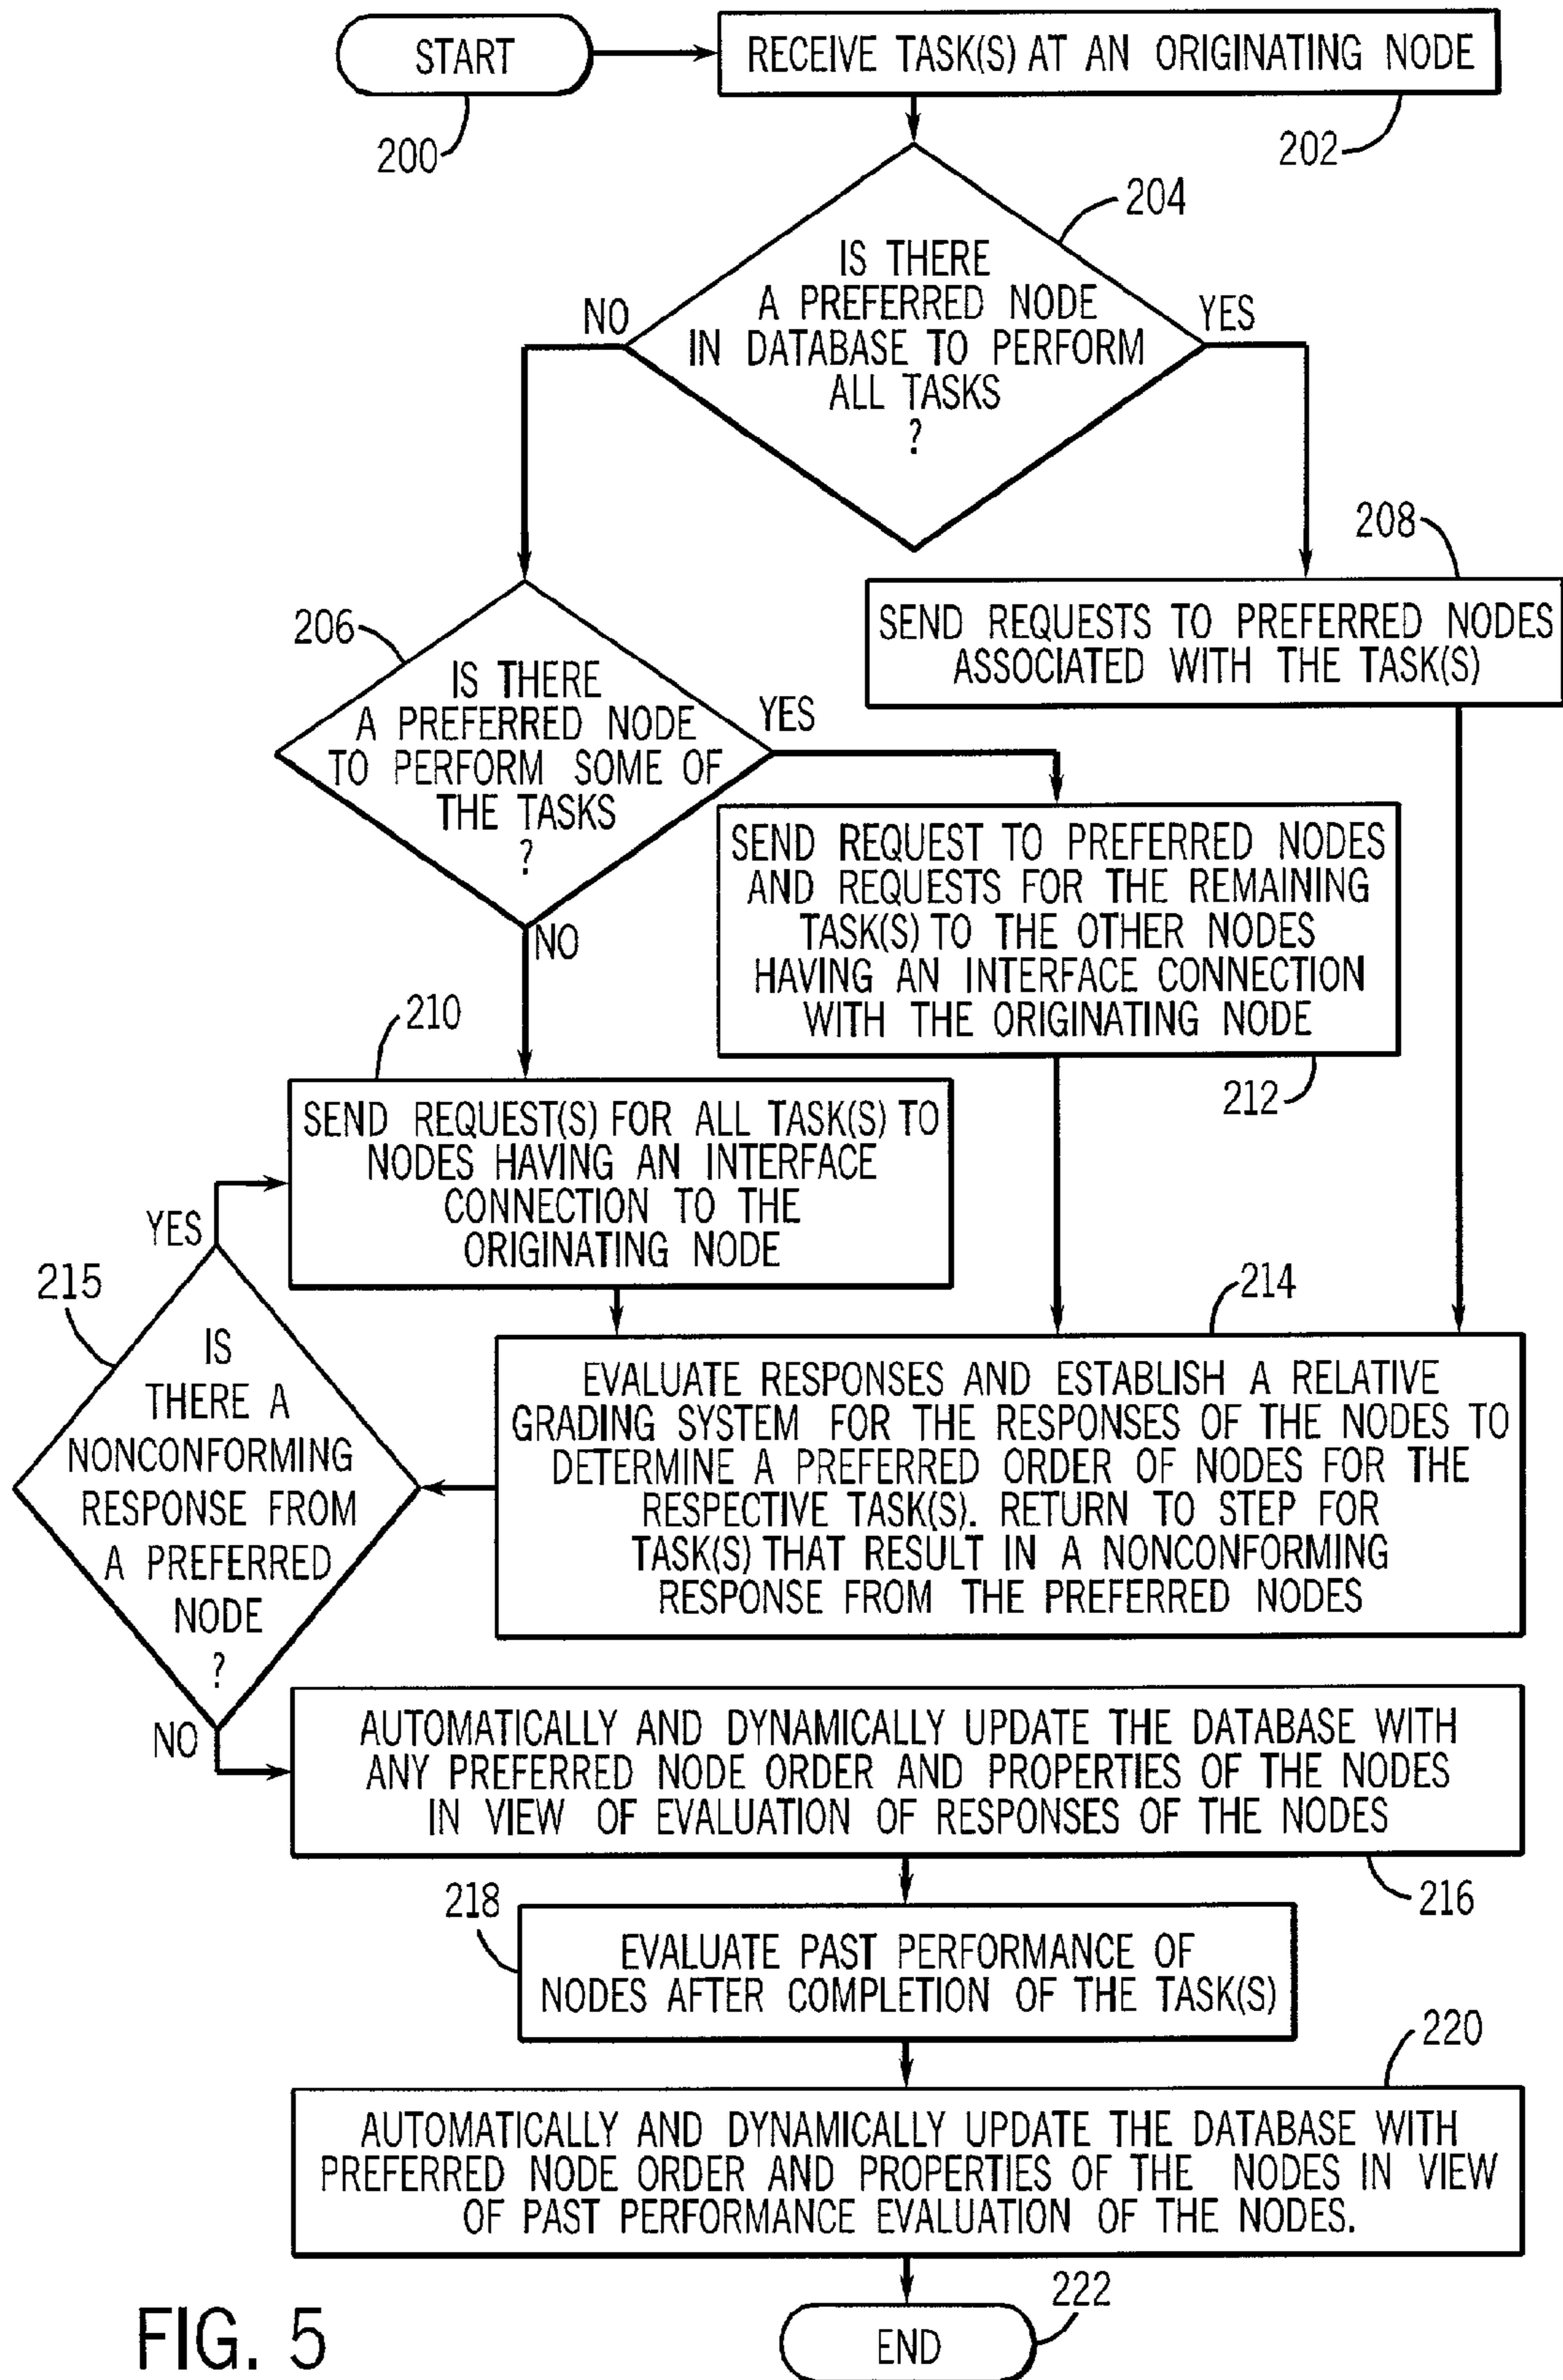 START
RECEIVE TASK(S) AT AN ORIGINATING NODE
200
202
204
IS THERE
A PREFERRED NODE
IN DATABASE TO PERFORM
ALL TASKS
?
NO
YES
208
SEND REQUESTS TO PREFERRED NODES
ASSOCIATED WITH THE TASK(S)
206
IS THERE
A PREFERRED NODE
TO PERFORM SOME OF
THE TASKS
?
YES
NO
SEND REQUEST TO PREFERRED NODES
AND REQUESTS FOR THE REMAINING
TASK(S) TO THE OTHER NODES
HAVING AN INTERFACE CONNECTION
WITH THE ORIGINATING NODE
212
210
SEND REQUEST(S) FOR ALL TASK(S) TO
NODES HAVING AN INTERFACE
CONNECTION TO THE
ORIGINATING NODE
YES
215
IS
THERE A
NONCONFORMING
RESPONSE FROM
A PREFERRED
NODE
?
NO
214
EVALUATE RESPONSES AND ESTABLISH A RELATIVE
GRADING SYSTEM FOR THE RESPONSES OF THE NODES TO
DETERMINE A PREFERRED ORDER OF NODES FOR THE
RESPECTIVE TASK(S). RETURN TO STEP FOR
TASK(S) THAT RESULT IN A NONCONFORMING
RESPONSE FROM THE PREFERRED NODES
AUTOMATICALLY AND DYNAMICALLY UPDATE THE DATABASE WITH
ANY PREFERRED NODE ORDER AND PROPERTIES OF THE NODES
IN VIEW OF EVALUATION OF RESPONSES OF THE NODES
216
218
EVALUATE PAST PERFORMANCE OF
NODES AFTER COMPLETION OF THE TASK(S)
220
AUTOMATICALLY AND DYNAMICALLY UPDATE THE DATABASE WITH
PREFERRED NODE ORDER AND PROPERTIES OF THE NODES IN VIEW
OF PAST PERFORMANCE EVALUATION OF THE NODES.
222
END
FIG. 5